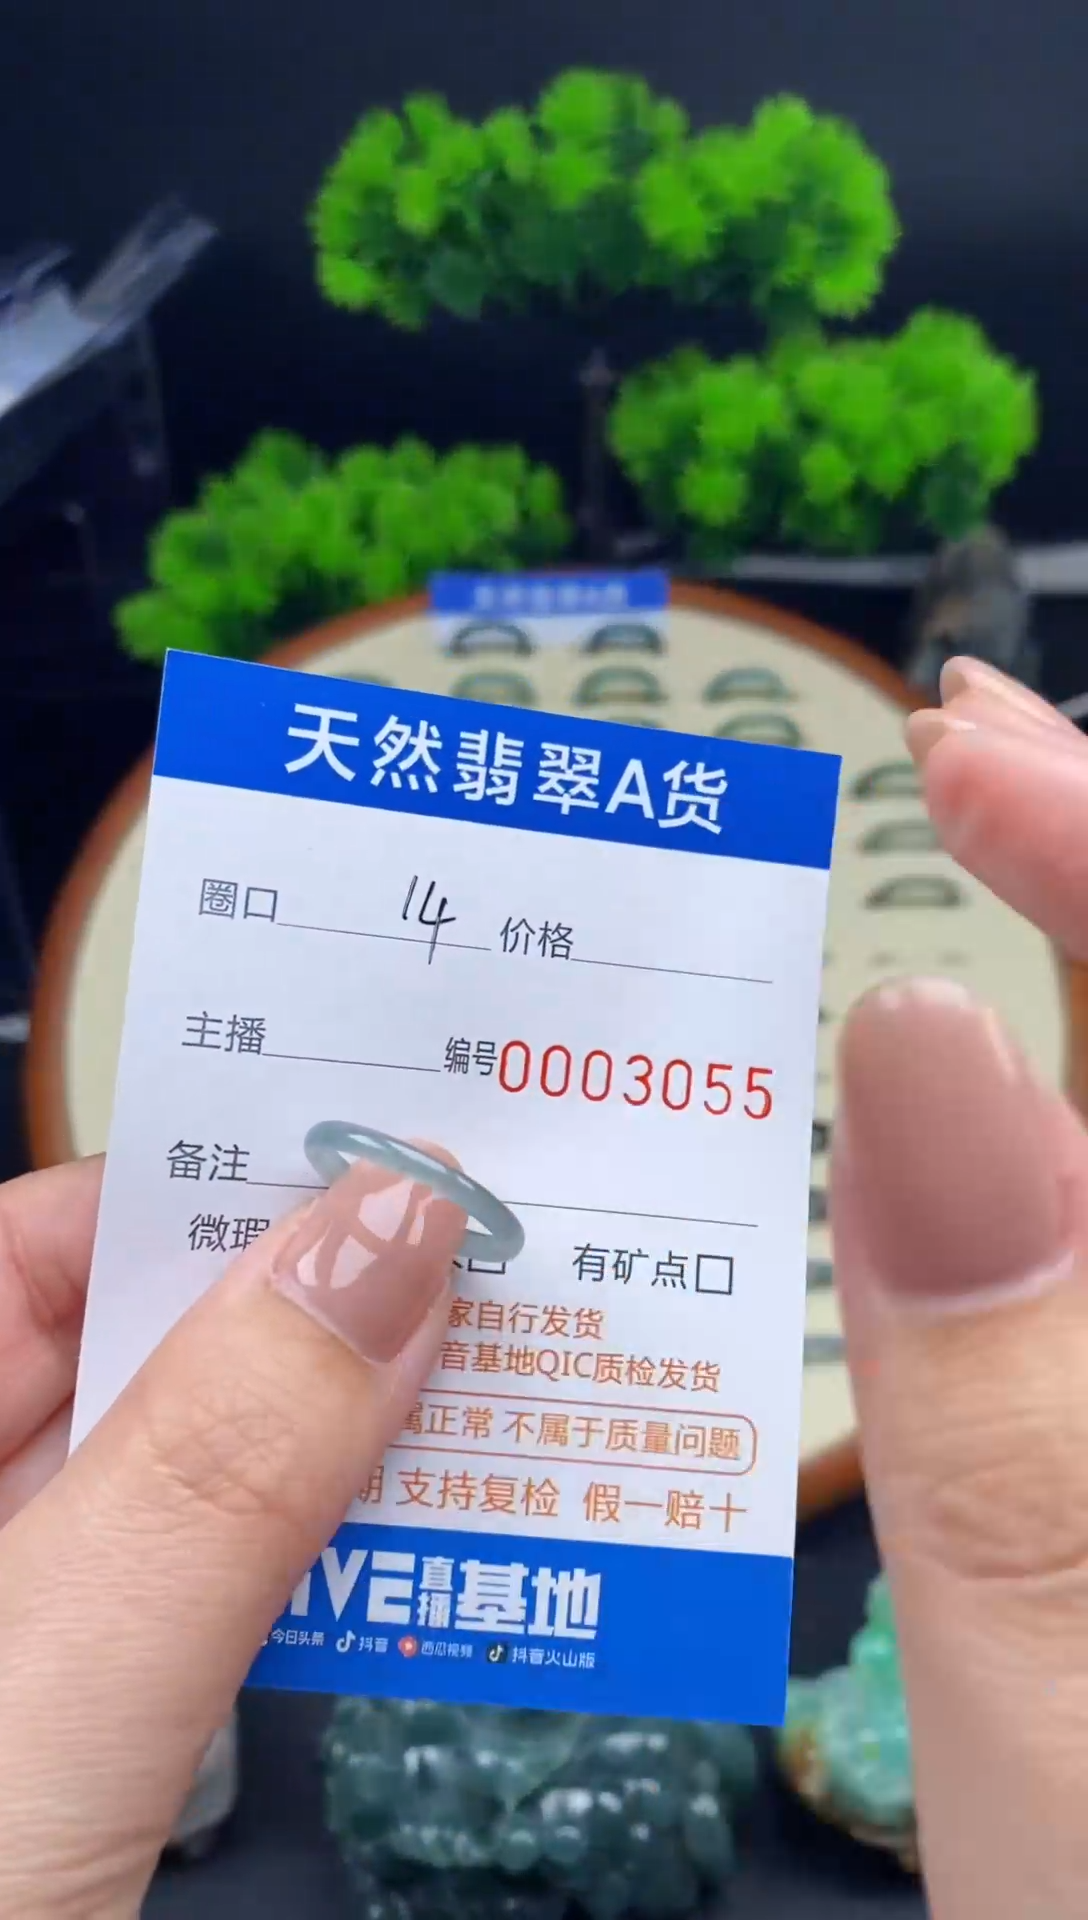 天然翡翠A货
圈口 14 价格
主播 编号0003055
备注
微瑕 有矿点
家自行发货
音基地QIC质检发货
属正常 不属于质量问题
期 支持复检 假一赔十
直播基地
今日头条 抖音 西瓜视频 抖音火山版